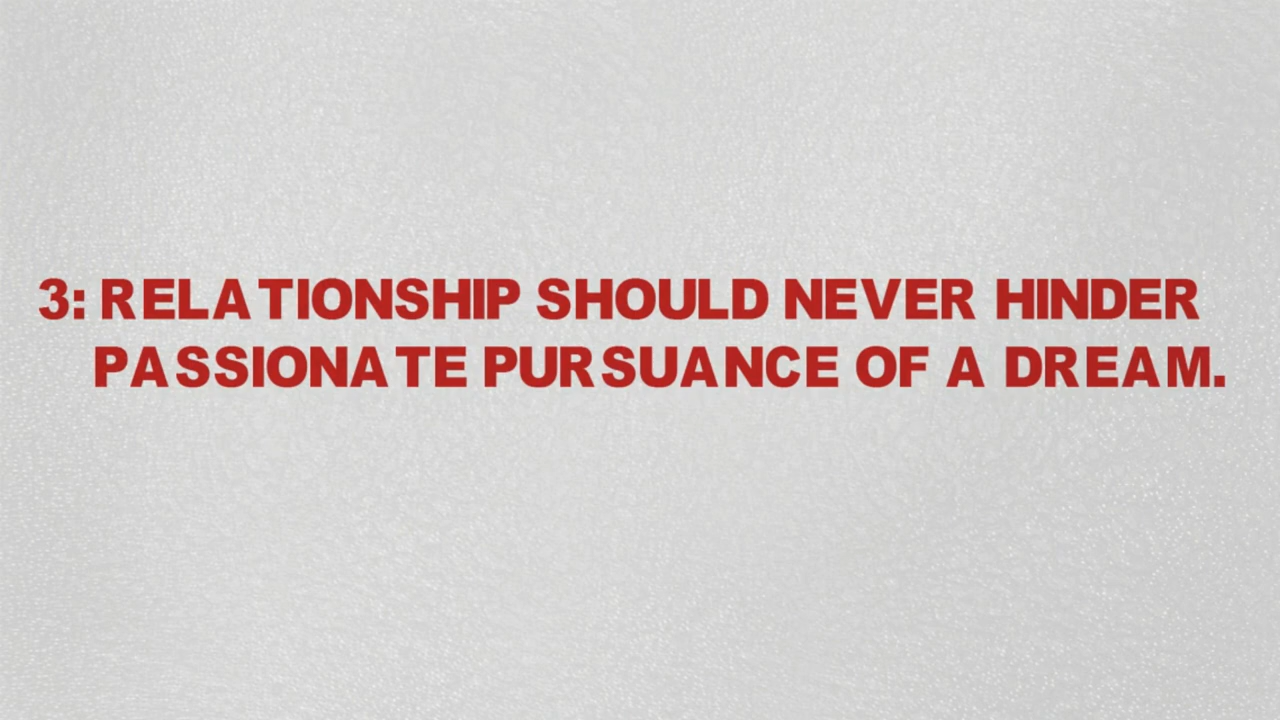 3: RELATIONSHIP SHOULD NEVER HINDER
PASSIONATE PURSUANCE OF A DREAM.